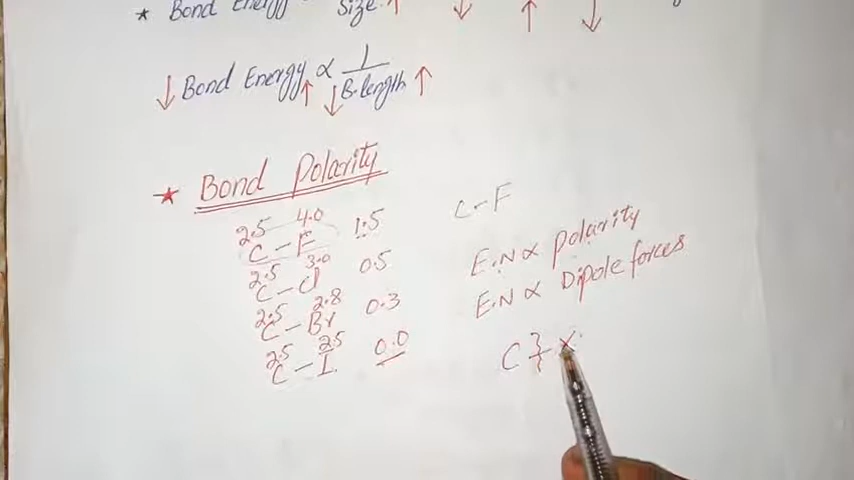 ★ Bond Energy ∝ Size ↑ ↓ ↑ ↓
↓ Bond Energy ↑ ∝ 1 / ↓ B.length ↑
★ Bond Polarity
2.5 4.0
C – F 1.5
2.5 3.0
C – Cl 0.5
2.5 2.8
C – Br 0.3
2.5 2.5
C – I 0.0
C – F
E.N ∝ Polarity
E.N ∝ Dipole forces
C – X